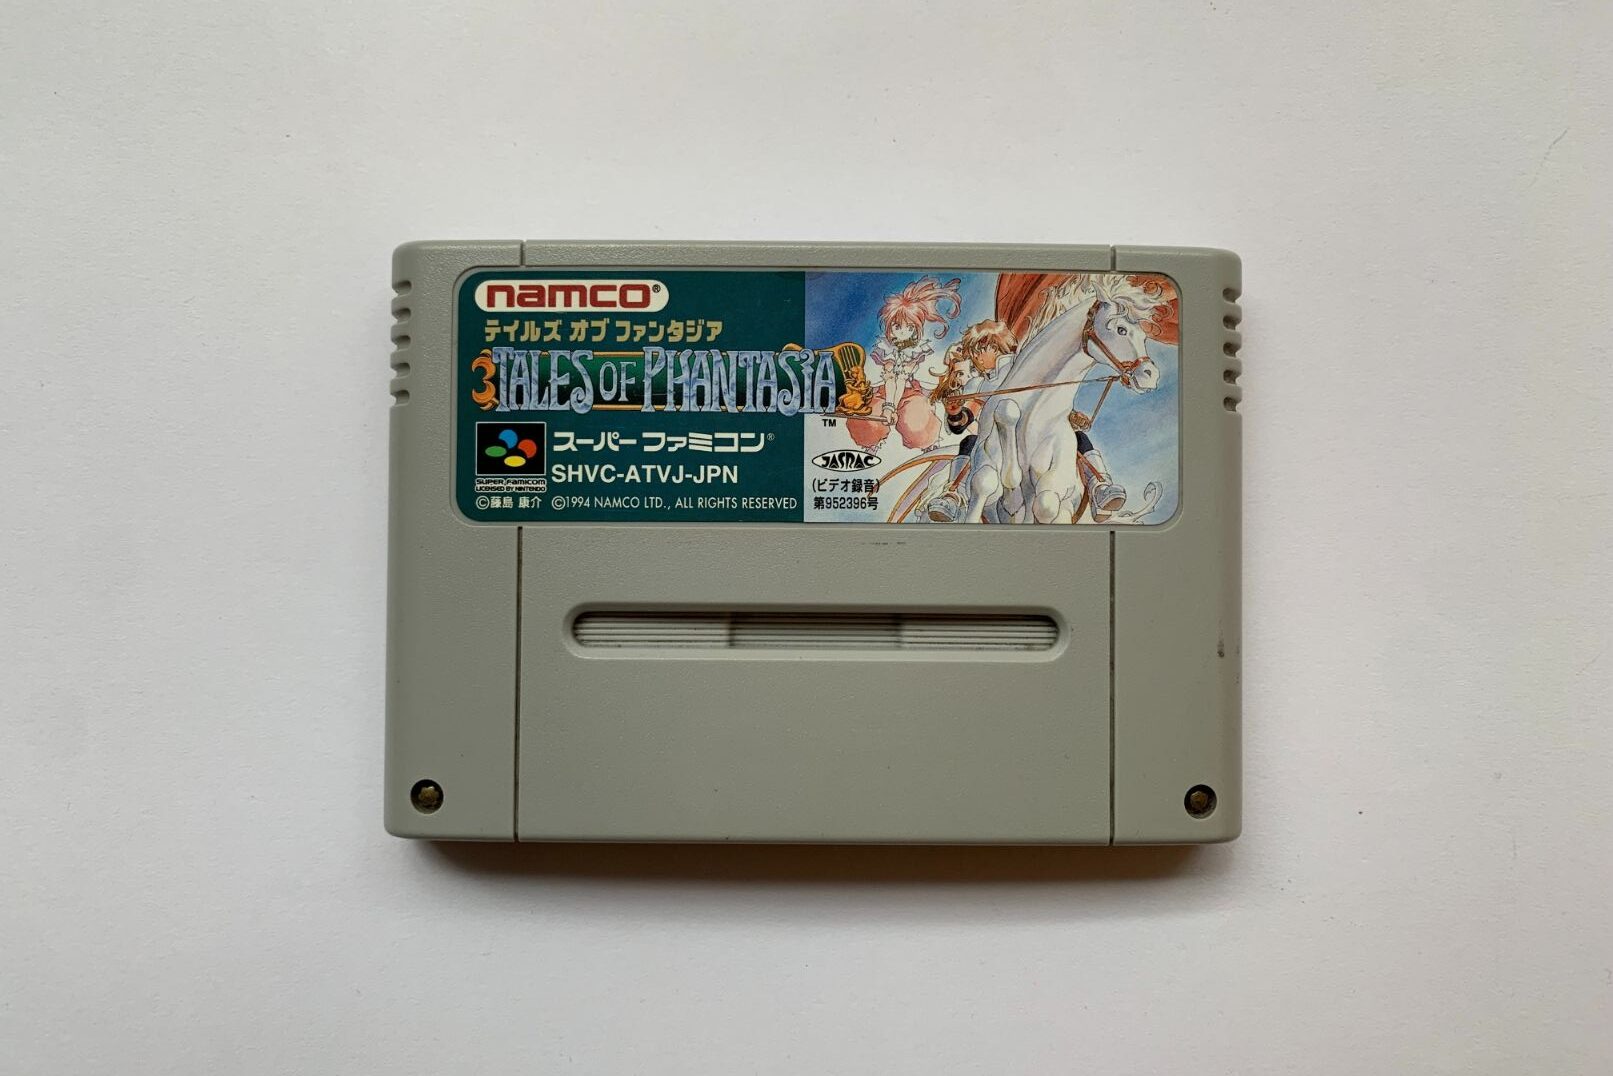 namco®
テイルズ オブ ファンタジア
TALES OF PHANTASIA
TM
スーパーファミコン®
SHVC-ATVJ-JPN
SUPER FAMICOM
LICENSED BY NINTENDO
©藤島 康介 ©1994 NAMCO LTD., ALL RIGHTS RESERVED
JASRAC
(ビデオ録音)
第952396号